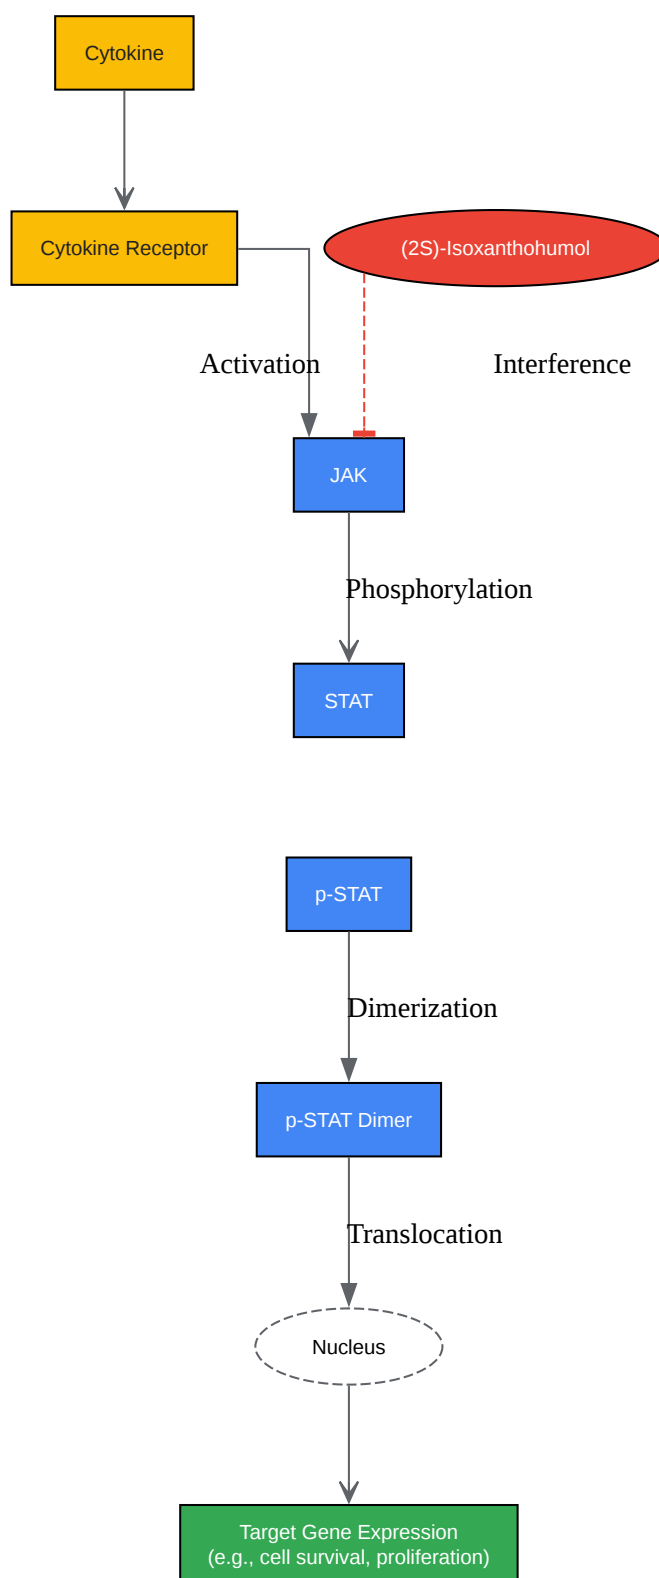 Cytokine
Cytokine Receptor
(2S)-Isoxanthohumol
Activation
Interference
JAK
Phosphorylation
STAT
p-STAT
Dimerization
p-STAT Dimer
Translocation
Nucleus
Target Gene Expression
(e.g., cell survival, proliferation)